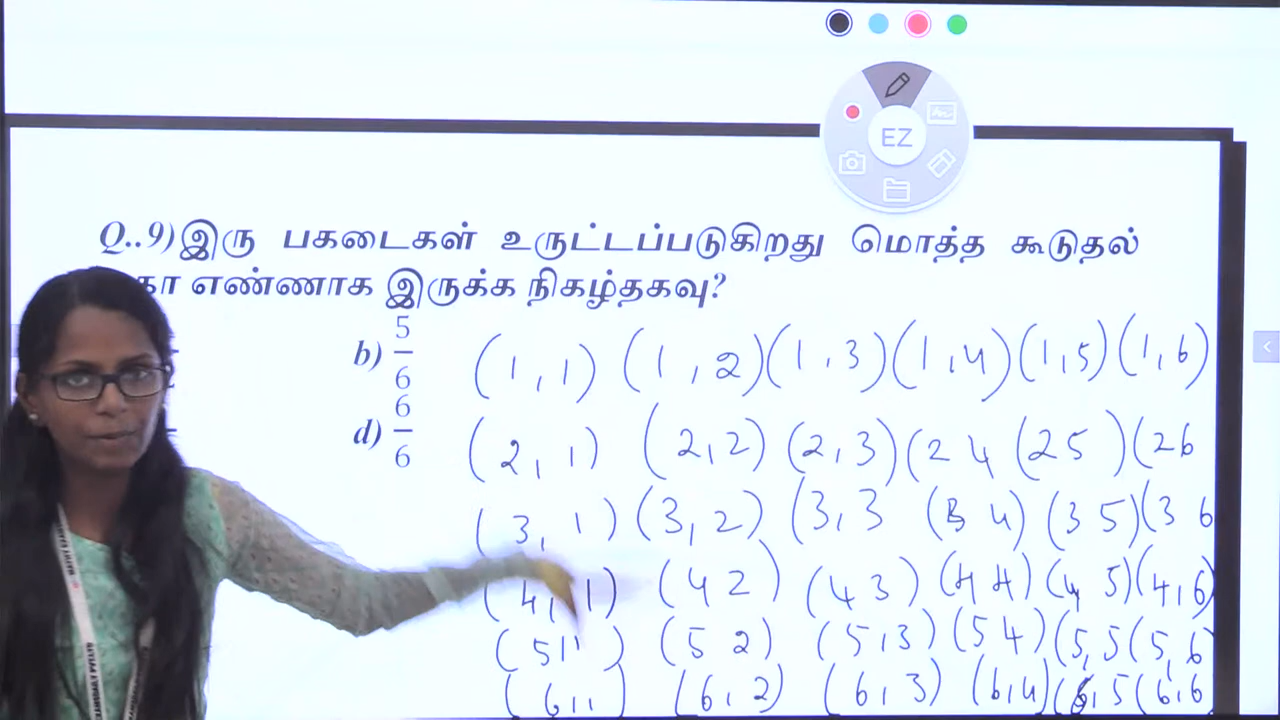 EZ
Q..9)இரு பகடைகள் உருட்டப்படுகிறது மொத்த கூடுதல்
எண்ணாக இருக்க நிகழ்தகவு?
b) 5/6
d) 6/6
(1,1) (1,2) (1,3) (1,4) (1,5) (1,6)
(2,1) (2,2) (2,3) (2 4 (2 5) (2 6
(3,1) (3,2) (3,3 (3 4) (3 5) (3 6
(4,1) (4 2) (4 3) (4 4) (4, 5) (4,6)
(5,1) (5 2) (5,3) (5 4) (5,5 (5,6
(6,1) (6,2) (6,3) (6,4) (6,5 (6,6